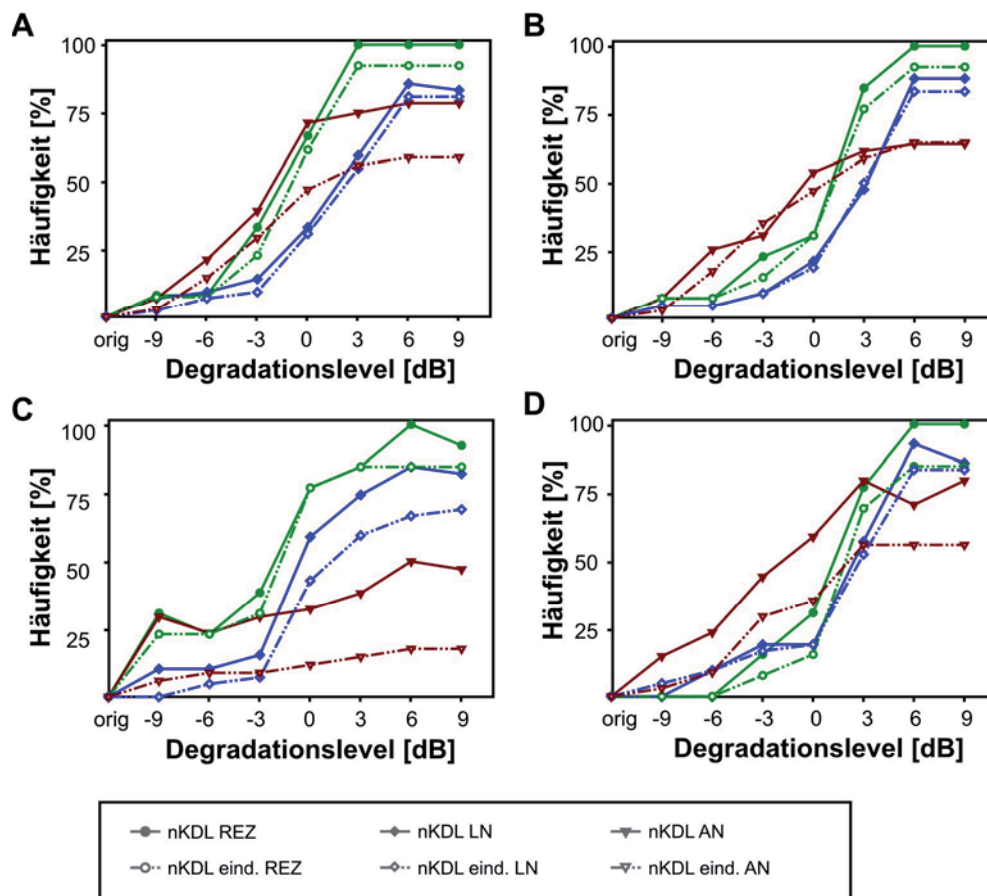 A
Häufigkeit [%]
100
75
50
25
orig -9 -6 -3 0 3 6 9
Degradationslevel [dB]
B
Häufigkeit [%]
100
75
50
25
orig -9 -6 -3 0 3 6 9
Degradationslevel [dB]
C
Häufigkeit [%]
100
75
50
25
orig -9 -6 -3 0 3 6 9
Degradationslevel [dB]
D
Häufigkeit [%]
100
75
50
25
orig -9 -6 -3 0 3 6 9
Degradationslevel [dB]
nKDL REZ nKDL LN nKDL AN
nKDL eind. REZ nKDL eind. LN nKDL eind. AN